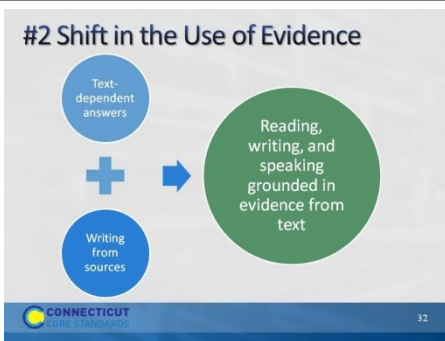 #2 Shift in the Use of Evidence
Text-
dependent
answers
Writing
from
sources
Reading,
writing, and
speaking
grounded in
evidence from
text
CONNECTICUT
CORE STANDARDS
32